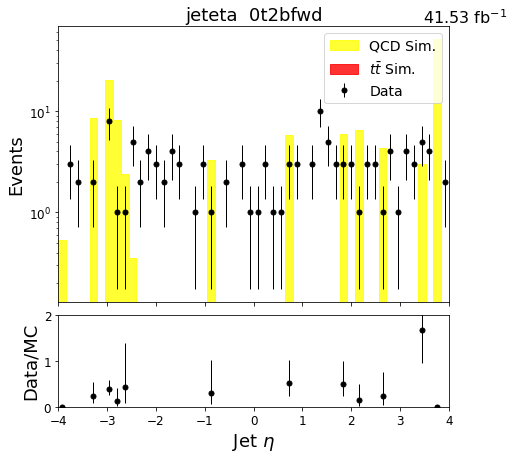 jeteta  0t2bfwd
41.53 fb⁻¹
QCD Sim.
tt̄ Sim.
Data
Events
10¹
10⁰
Data/MC
2
1
0
−4 −3 −2 −1 0 1 2 3 4
Jet η